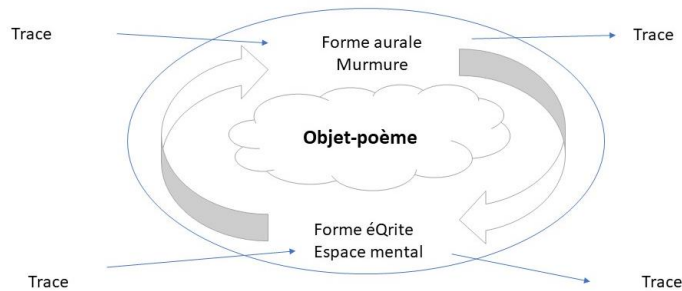 Trace
Forme aurale
Murmure
Trace
Objet-poème
Forme éQrite
Espace mental
Trace
Trace